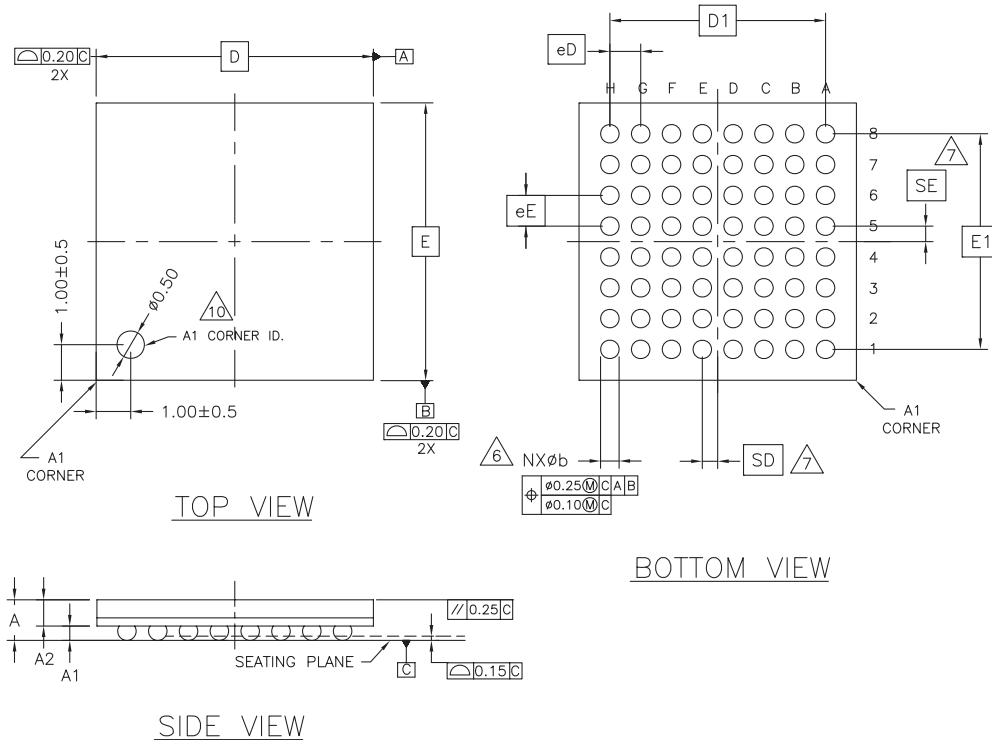 ⌓ 0.20 C
2X
D
A
E
1.00±0.5
ø0.50
10
A1 CORNER ID.
1.00±0.5
B
⌓ 0.20 C
2X
A1
CORNER
TOP VIEW
D1
eD
H G F E D C B A
8
7
6
5
4
3
2
1
7
SE
eE
E1
A1
CORNER
6
NXøb
SD
7
⌖ ø0.25Ⓜ C A B
ø0.10Ⓜ C
BOTTOM VIEW
A
A2
A1
// 0.25 C
SEATING PLANE
C
⌓ 0.15 C
SIDE VIEW